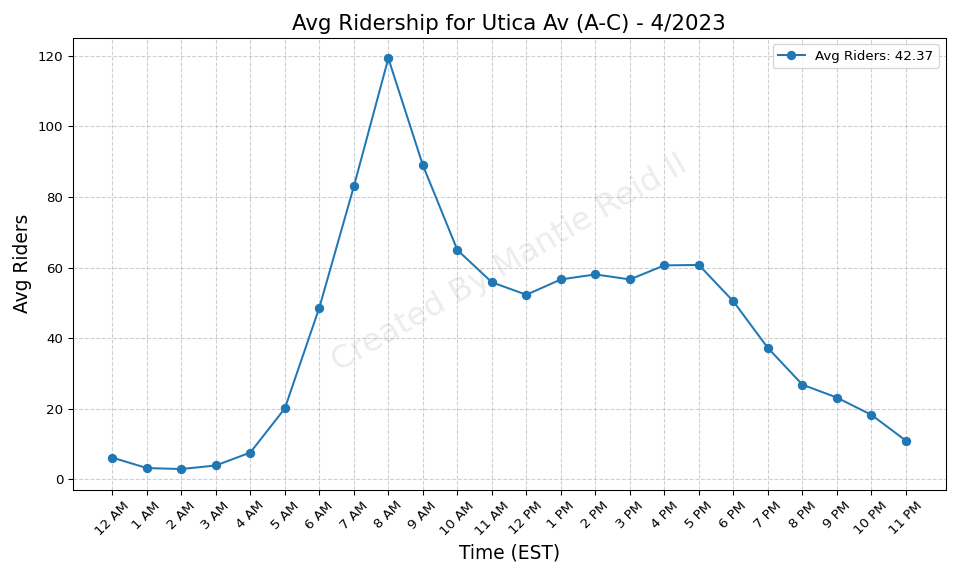 Avg Ridership for Utica Av (A-C) - 4/2023
Avg Riders: 42.37
Avg Riders
120
100
80
60
40
20
0
Created By Mantie Reid II
12 AM
1 AM
2 AM
3 AM
4 AM
5 AM
6 AM
7 AM
8 AM
9 AM
10 AM
11 AM
12 PM
1 PM
2 PM
3 PM
4 PM
5 PM
6 PM
7 PM
8 PM
9 PM
10 PM
11 PM
Time (EST)